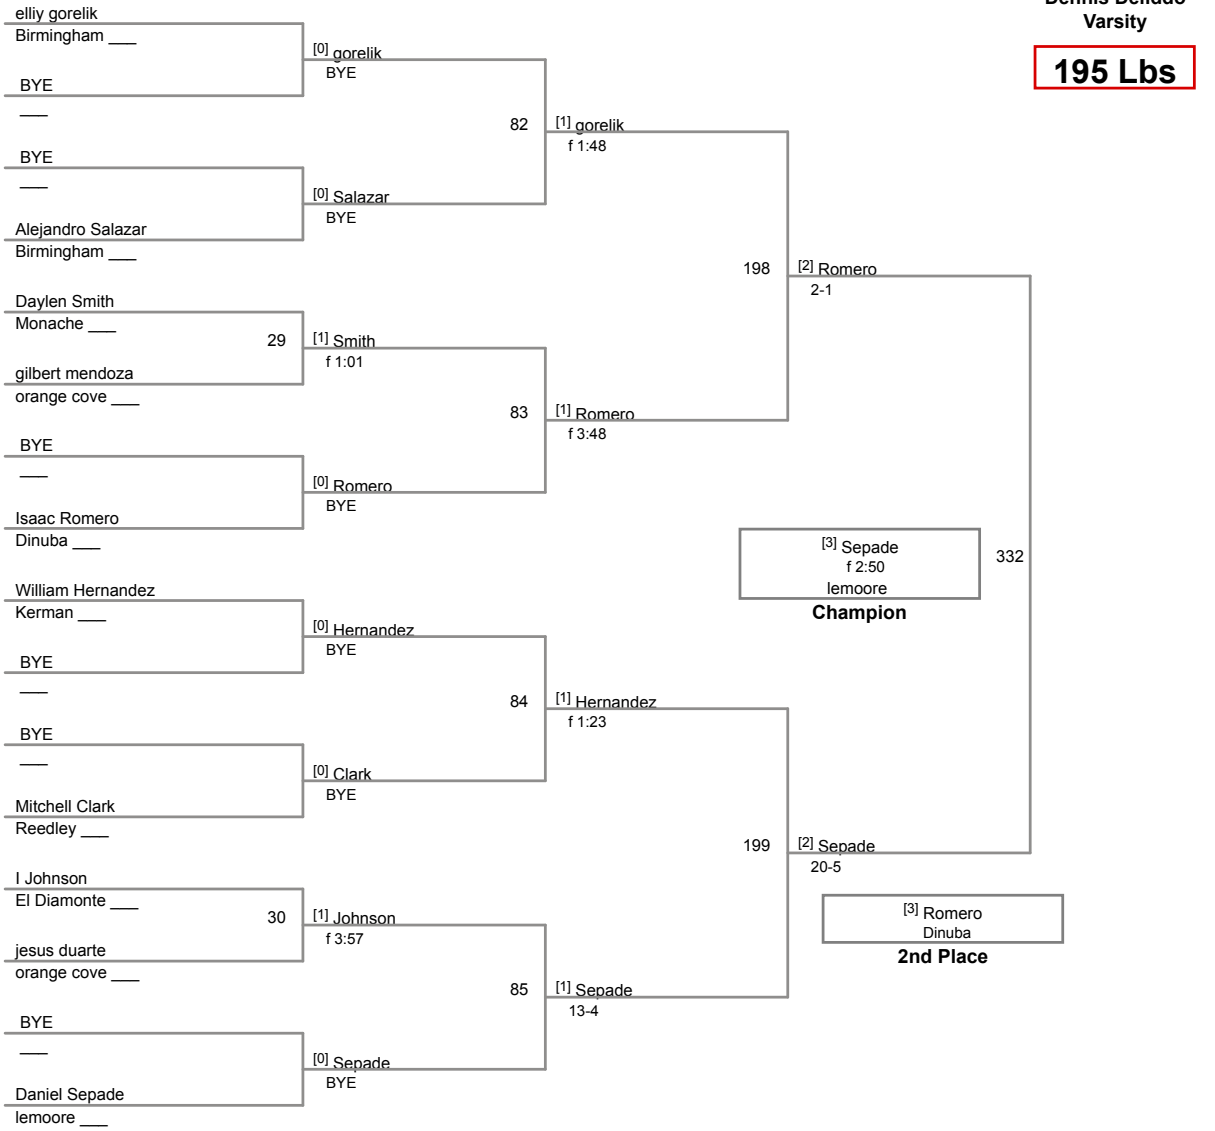 Varsity
195 Lbs
elliy gorelik
Birmingham ___
BYE
___
BYE
___
Alejandro Salazar
Birmingham ___
Daylen Smith
Monache ___
gilbert mendoza
orange cove ___
BYE
___
Isaac Romero
Dinuba ___
William Hernandez
Kerman ___
BYE
___
BYE
___
Mitchell Clark
Reedley ___
I Johnson
El Diamonte ___
jesus duarte
orange cove ___
BYE
___
Daniel Sepade
lemoore ___
[0] gorelik
BYE
[0] Salazar
BYE
29
[1] Smith
f 1:01
[0] Romero
BYE
[0] Hernandez
BYE
[0] Clark
BYE
30
[1] Johnson
f 3:57
[0] Sepade
BYE
82
[1] gorelik
f 1:48
83
[1] Romero
f 3:48
84
[1] Hernandez
f 1:23
85
[1] Sepade
13-4
198
[2] Romero
2-1
199
[2] Sepade
20-5
332
[3] Sepade
f 2:50
lemoore
Champion
[3] Romero
Dinuba
2nd Place